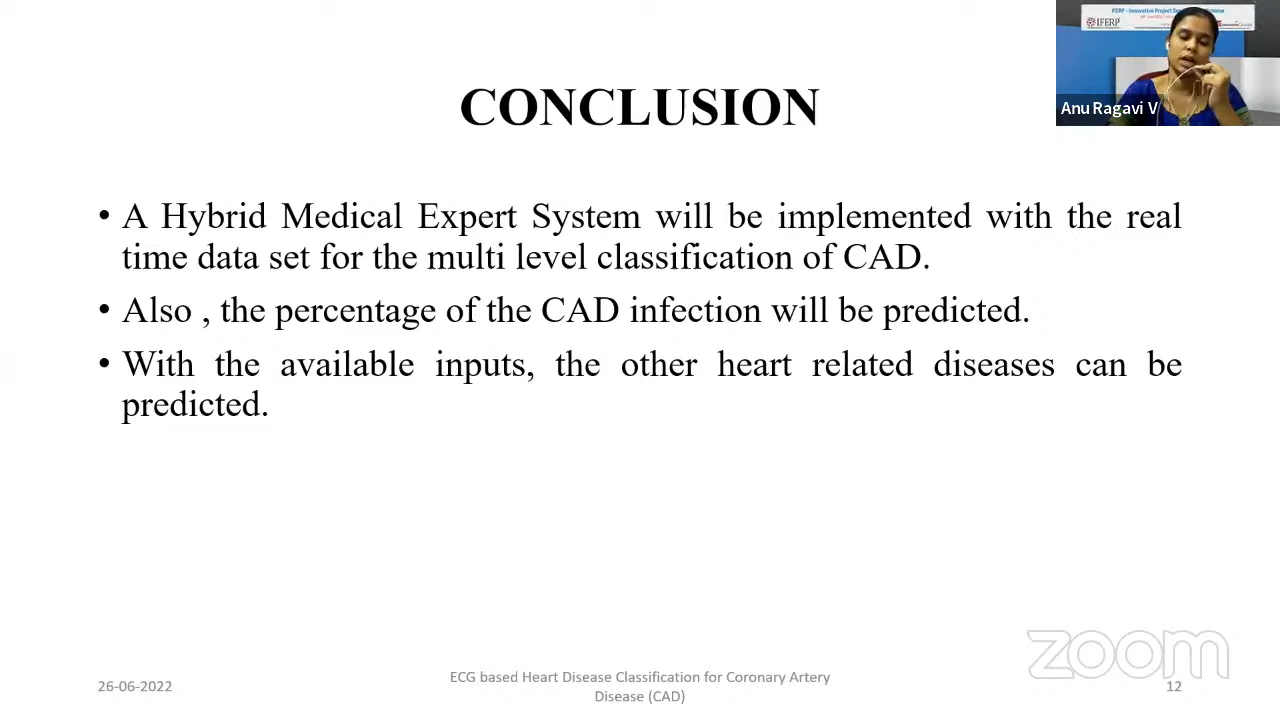 IFERP
Anu Ragavi V
CONCLUSION
• A Hybrid Medical Expert System will be implemented with the real
time data set for the multi level classification of CAD.
• Also , the percentage of the CAD infection will be predicted.
• With the available inputs, the other heart related diseases can be
predicted.
zoom
26-06-2022
ECG based Heart Disease Classification for Coronary Artery
Disease (CAD)
12